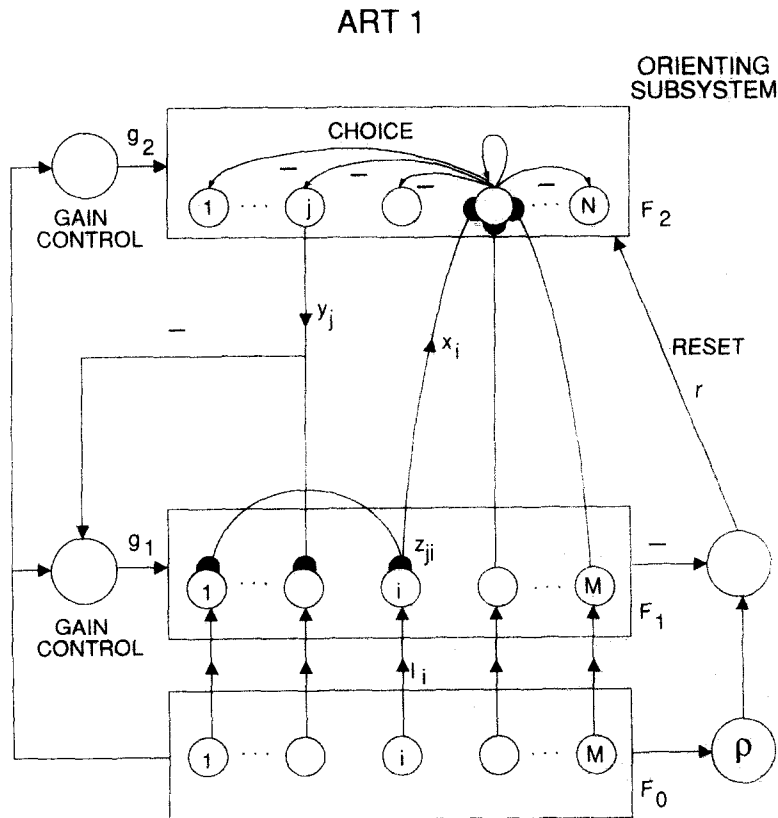 ART 1
ORIENTING
SUBSYSTEM
g2
CHOICE
– – – –
1 ··· j ··· N
F2
GAIN
CONTROL
yj
–
xi
RESET
r
g1
zji
–
1 ··· i ··· M
F1
GAIN
CONTROL
Ii
1 ··· i ··· M
ρ
F0